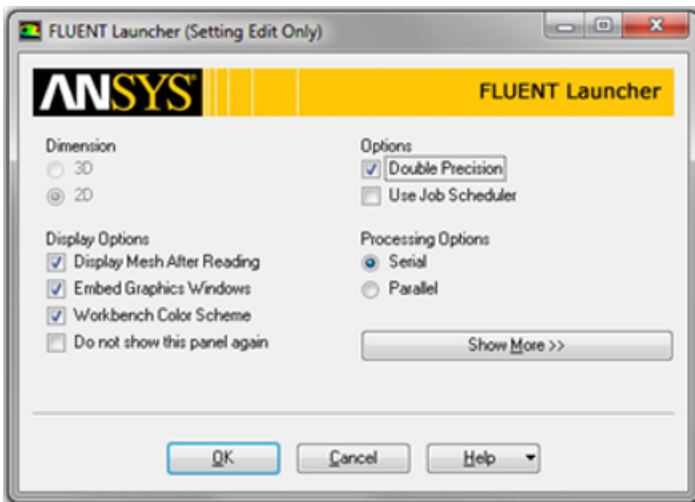 FLUENT Launcher (Setting Edit Only)
ANSYS
FLUENT Launcher
Dimension
3D
2D
Display Options
Display Mesh After Reading
Embed Graphics Windows
Workbench Color Scheme
Do not show this panel again
Options
Double Precision
Use Job Scheduler
Processing Options
Serial
Parallel
Show More >>
OK
Cancel
Help